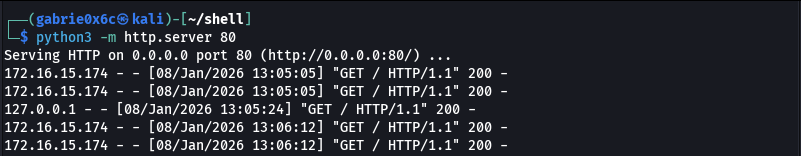 ┌──(gabrie0x6c㉿kali)-[~/shell]
└─$ python3 -m http.server 80
Serving HTTP on 0.0.0.0 port 80 (http://0.0.0.0:80/) ...
172.16.15.174 - - [08/Jan/2026 13:05:05] "GET / HTTP/1.1" 200 -
172.16.15.174 - - [08/Jan/2026 13:05:05] "GET / HTTP/1.1" 200 -
127.0.0.1 - - [08/Jan/2026 13:05:24] "GET / HTTP/1.1" 200 -
172.16.15.174 - - [08/Jan/2026 13:06:12] "GET / HTTP/1.1" 200 -
172.16.15.174 - - [08/Jan/2026 13:06:12] "GET / HTTP/1.1" 200 -